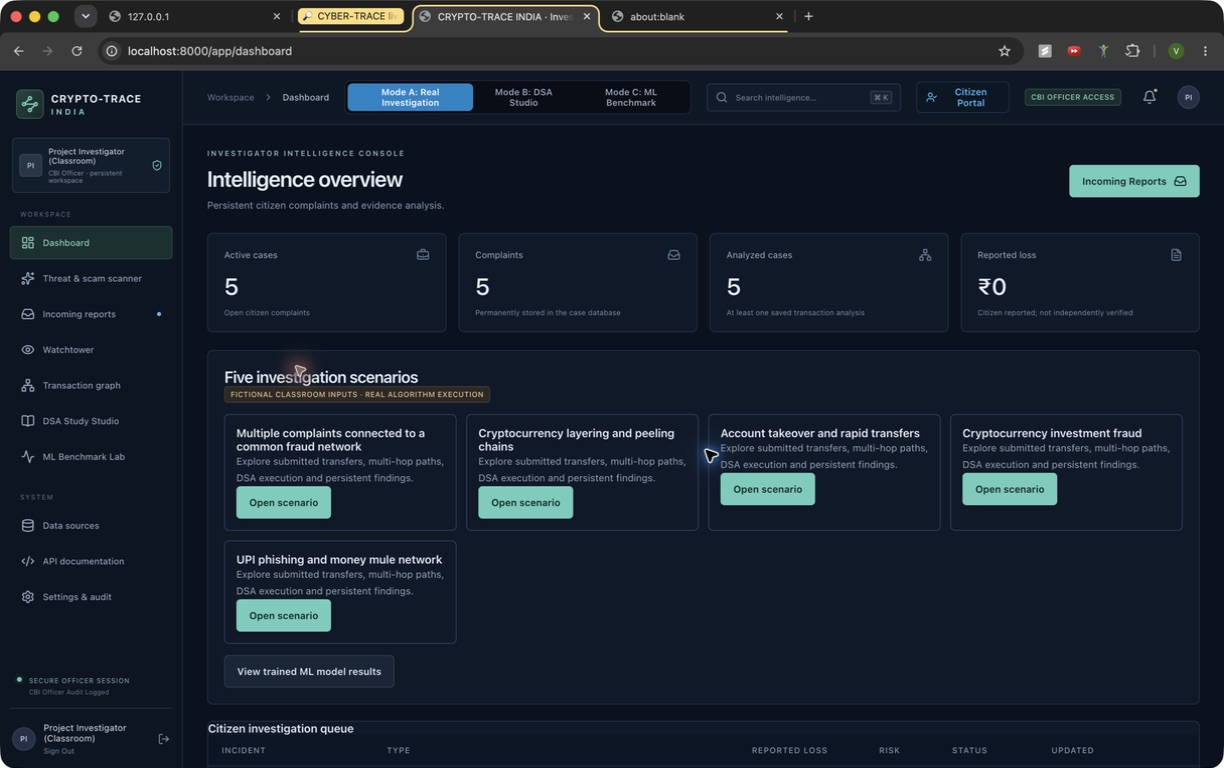 127.0.0.1
CYBER-TRACE
CRYPTO-TRACE INDIA - Inves
about:blank
localhost:8000/app/dashboard
V
CRYPTO-TRACE
INDIA
Workspace > Dashboard
Mode A: Real
Investigation
Mode B: DSA
Studio
Mode C: ML
Benchmark
Search intelligence...
⌘ K
Citizen
Portal
CBI OFFICER ACCESS
PI
PI
Project Investigator
(Classroom)
CBI Officer · persistent
workspace
WORKSPACE
Dashboard
Threat & scam scanner
Incoming reports
Watchtower
Transaction graph
DSA Study Studio
ML Benchmark Lab
SYSTEM
Data sources
API documentation
Settings & audit
SECURE OFFICER SESSION
CBI Officer Audit Logged
PI
Project Investigator
(Classroom)
Sign Out
INVESTIGATOR INTELLIGENCE CONSOLE
Intelligence overview
Persistent citizen complaints and evidence analysis.
Incoming Reports
Active cases
5
Open citizen complaints
Complaints
5
Permanently stored in the case database
Analyzed cases
5
At least one saved transaction analysis
Reported loss
₹0
Citizen reported; not independently verified
Five investigation scenarios
FICTIONAL CLASSROOM INPUTS · REAL ALGORITHM EXECUTION
Multiple complaints connected to a
common fraud network
Explore submitted transfers, multi-hop paths,
DSA execution and persistent findings.
Open scenario
Cryptocurrency layering and peeling
chains
Explore submitted transfers, multi-hop paths,
DSA execution and persistent findings.
Open scenario
Account takeover and rapid transfers
Explore submitted transfers, multi-hop paths,
DSA execution and persistent findings.
Open scenario
Cryptocurrency investment fraud
Explore submitted transfers, multi-hop paths,
DSA execution and persistent findings.
Open scenario
UPI phishing and money mule network
Explore submitted transfers, multi-hop paths,
DSA execution and persistent findings.
Open scenario
View trained ML model results
Citizen investigation queue
INCIDENT TYPE REPORTED LOSS RISK STATUS UPDATED